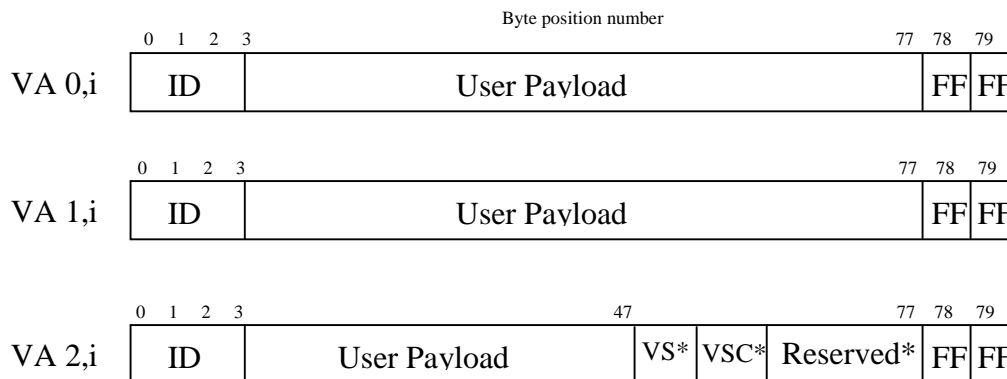 Byte position number
0 1 2 3 77 78 79
VA 0,i ID User Payload FF FF
0 1 2 3 77 78 79
VA 1,i ID User Payload FF FF
0 1 2 3 47 77 78 79
VA 2,i ID User Payload VS* VSC* Reserved* FF FF